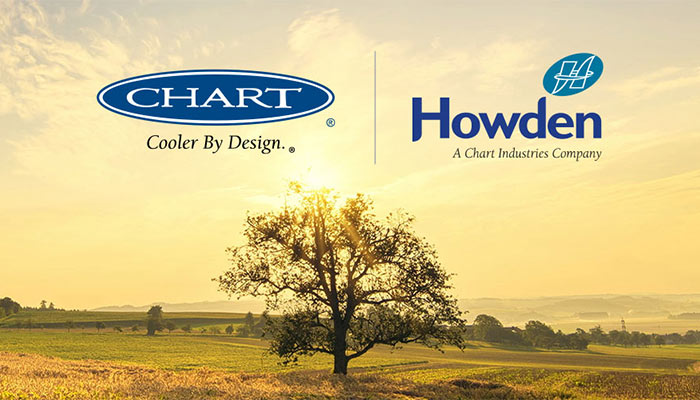 CHART
®
Cooler By Design.®
Howden
A Chart Industries Company